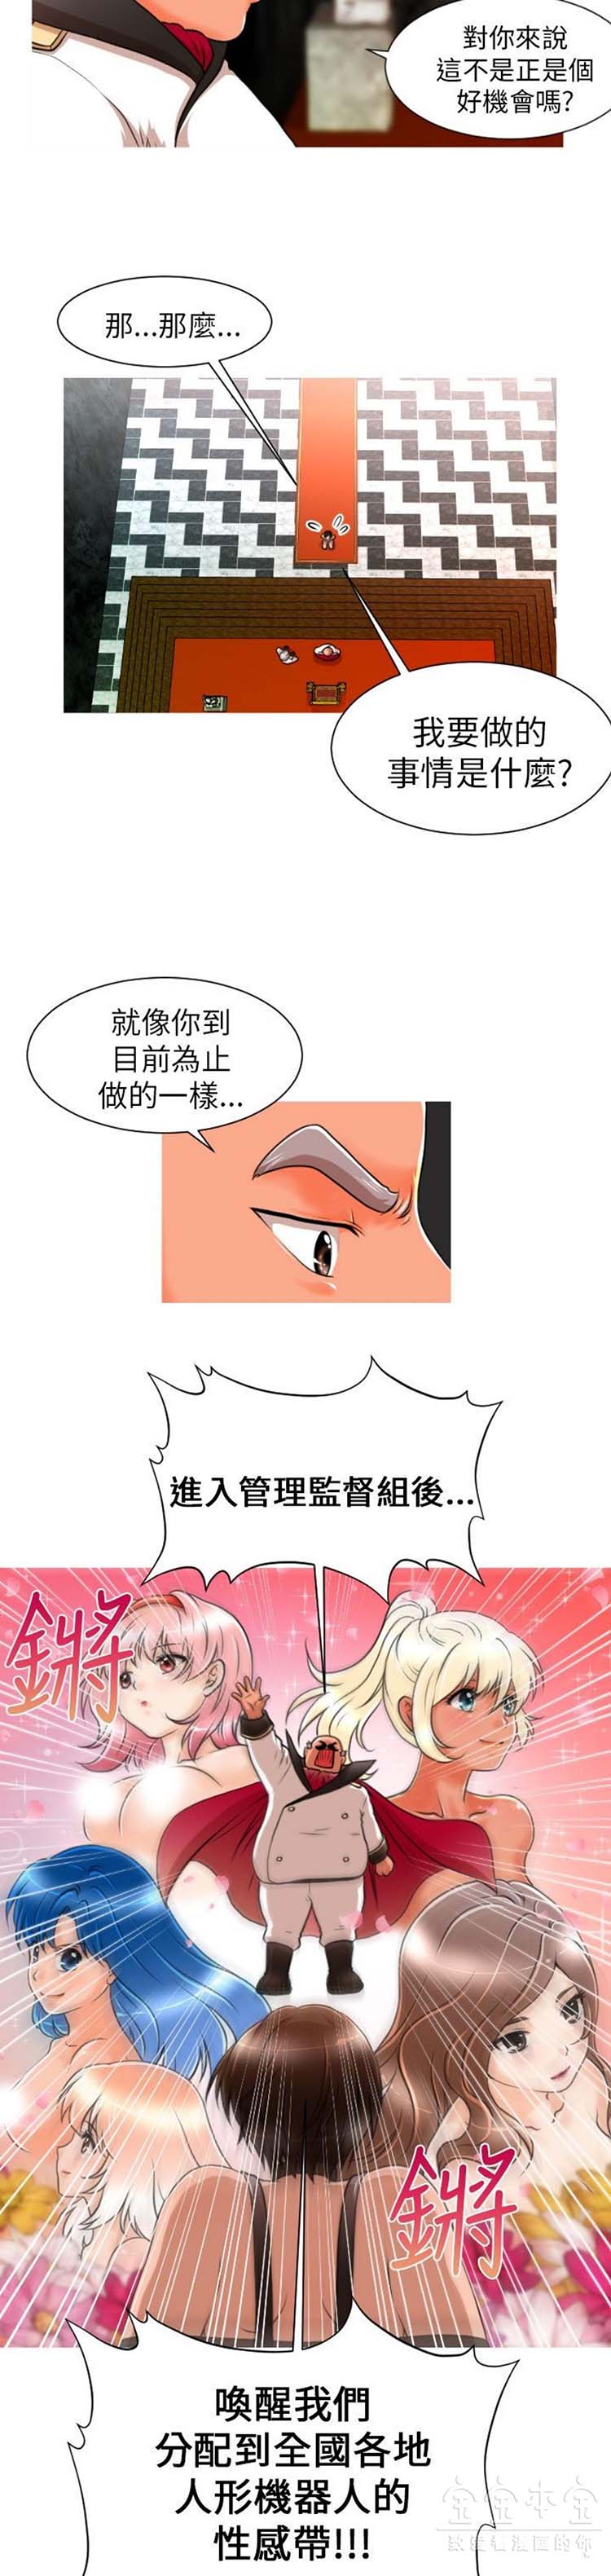 對你來說
這不是正是個
好機會嗎?
那...那麼...
我要做的
事情是什麼?
就像你到
目前為止
做的一樣...
進入管理監督組後...
鏘
鏘
喚醒我們
分配到全國各地
人形機器人的
性感帶!!!